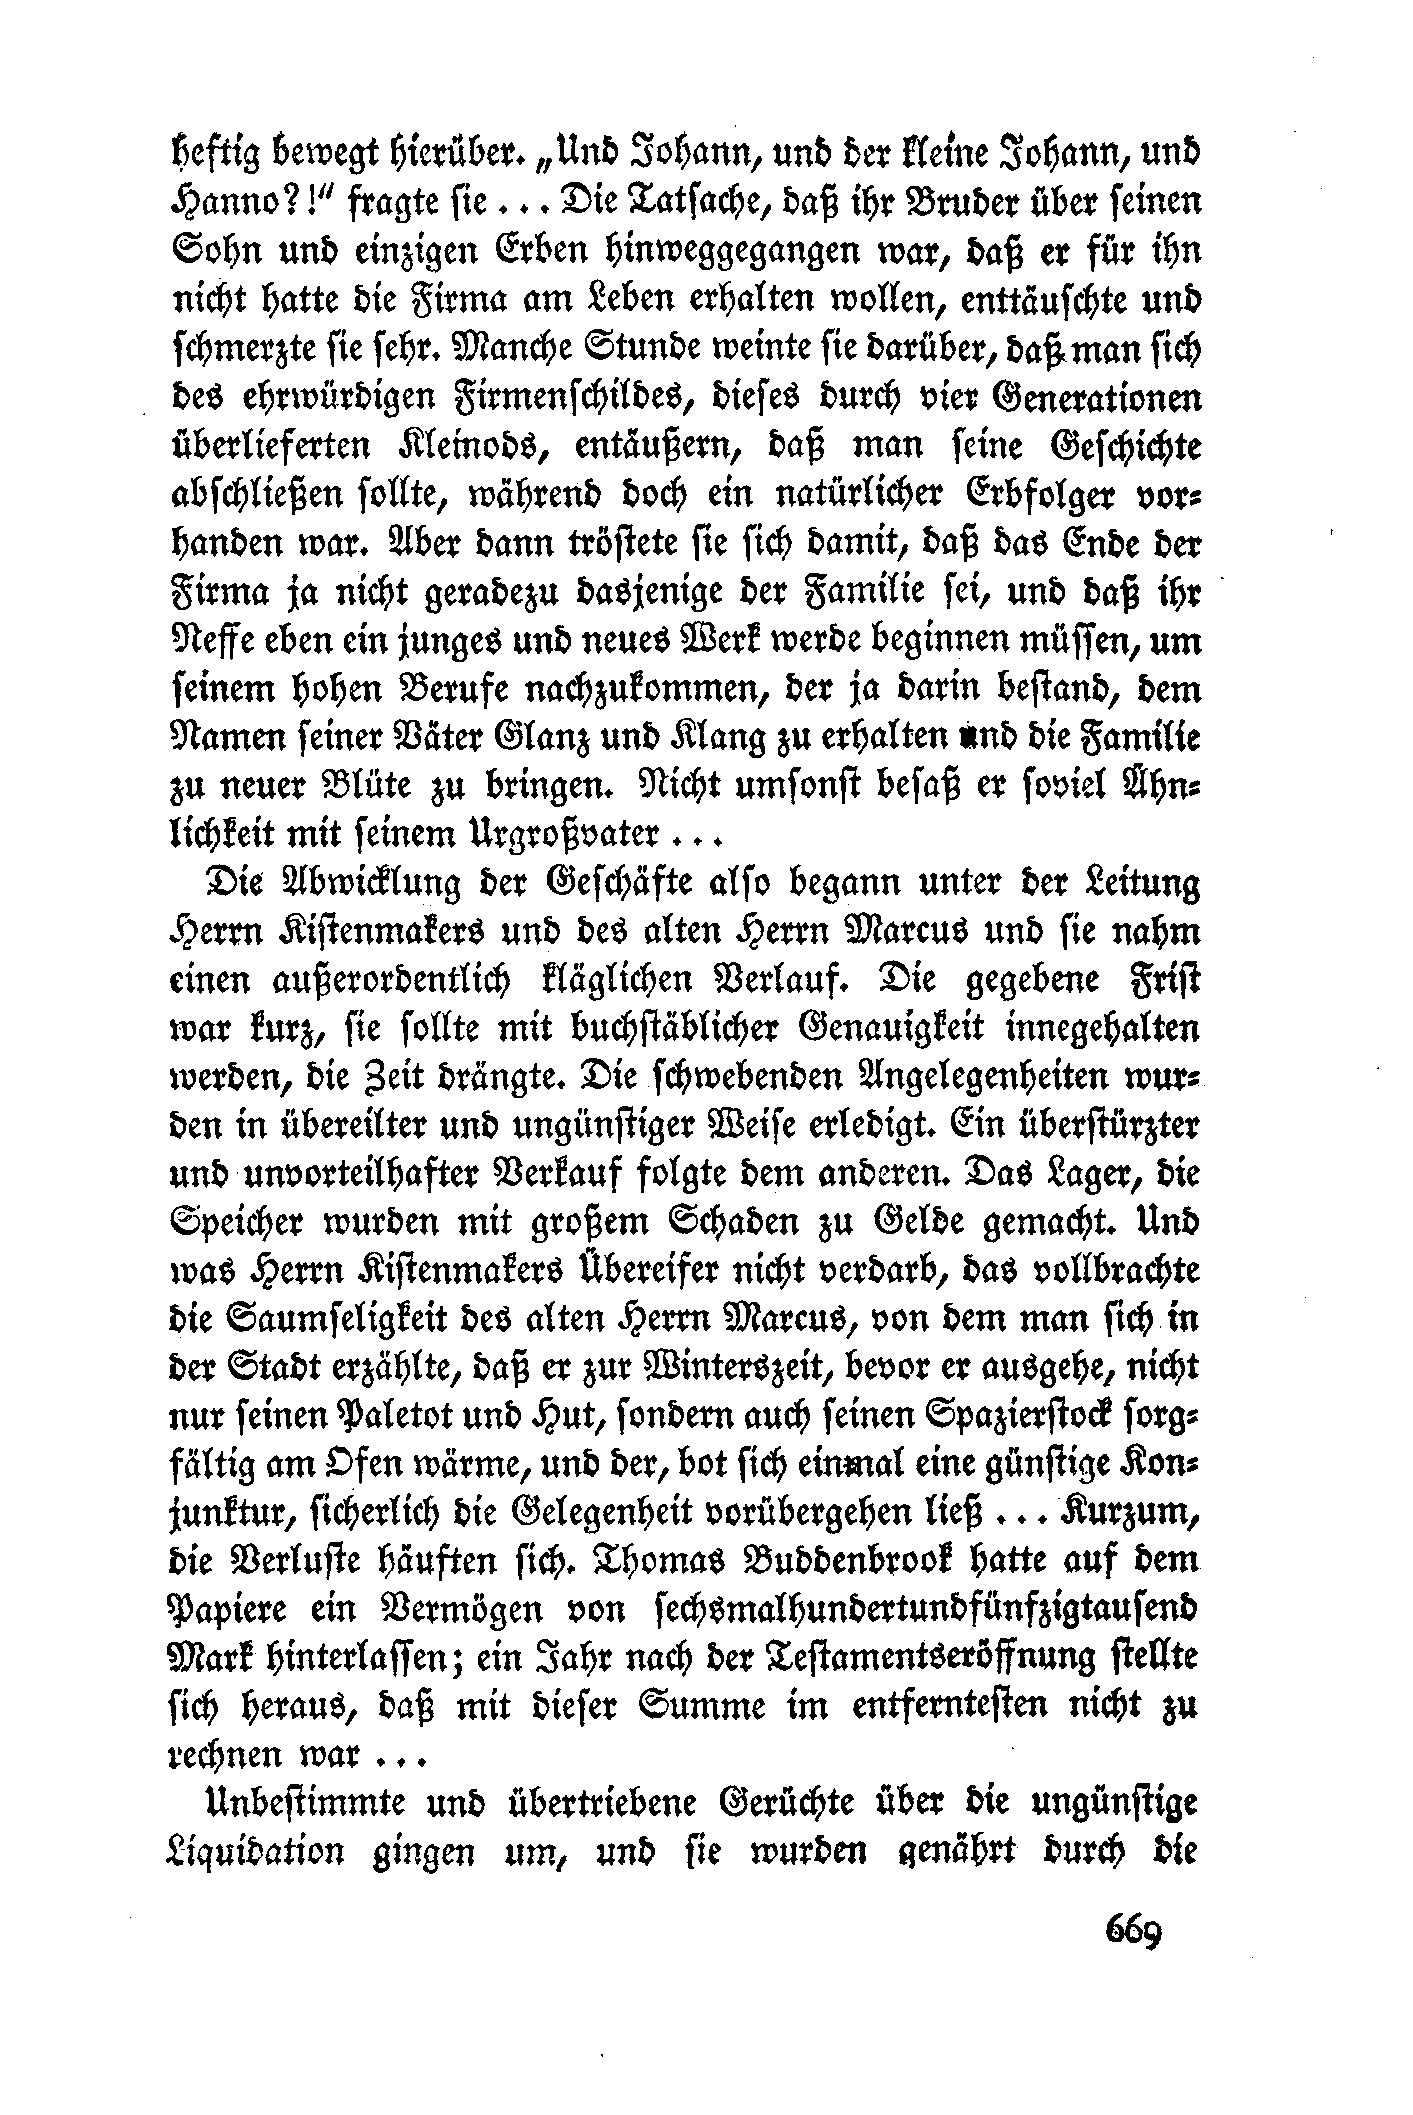 heftig bewegt hierüber. „Und Johann, und der kleine Johann, und
Hanno?!“ fragte sie ... Die Tatsache, daß ihr Bruder über seinen
Sohn und einzigen Erben hinweggegangen war, daß er für ihn
nicht hatte die Firma am Leben erhalten wollen, enttäuschte und
schmerzte sie sehr. Manche Stunde weinte sie darüber, daß man sich
des ehrwürdigen Firmenschildes, dieses durch vier Generationen
überlieferten Kleinods, entäußern, daß man seine Geschichte
abschließen sollte, während doch ein natürlicher Erbfolger vor-
handen war. Aber dann tröstete sie sich damit, daß das Ende der
Firma ja nicht geradezu dasjenige der Familie sei, und daß ihr
Neffe eben ein junges und neues Werk werde beginnen müssen, um
seinem hohen Berufe nachzukommen, der ja darin bestand, dem
Namen seiner Väter Glanz und Klang zu erhalten und die Familie
zu neuer Blüte zu bringen. Nicht umsonst besaß er soviel Ähn-
lichkeit mit seinem Urgroßvater ...
Die Abwicklung der Geschäfte also begann unter der Leitung
Herrn Kistenmakers und des alten Herrn Marcus und sie nahm
einen außerordentlich kläglichen Verlauf. Die gegebene Frist
war kurz, sie sollte mit buchstäblicher Genauigkeit innegehalten
werden, die Zeit drängte. Die schwebenden Angelegenheiten wur-
den in übereilter und ungünstiger Weise erledigt. Ein überstürzter
und unvorteilhafter Verkauf folgte dem anderen. Das Lager, die
Speicher wurden mit großem Schaden zu Gelde gemacht. Und
was Herrn Kistenmakers Übereifer nicht verdarb, das vollbrachte
die Saumseligkeit des alten Herrn Marcus, von dem man sich in
der Stadt erzählte, daß er zur Winterszeit, bevor er ausgehe, nicht
nur seinen Paletot und Hut, sondern auch seinen Spazierstock sorg-
fältig am Ofen wärme, und der, bot sich einmal eine günstige Kon-
junktur, sicherlich die Gelegenheit vorübergehen ließ ... Kurzum,
die Verluste häuften sich. Thomas Buddenbrook hatte auf dem
Papiere ein Vermögen von sechsmalhundertundfünfzigtausend
Mark hinterlassen; ein Jahr nach der Testamentseröffnung stellte
sich heraus, daß mit dieser Summe im entferntesten nicht zu
rechnen war ...
Unbestimmte und übertriebene Gerüchte über die ungünstige
Liquidation gingen um, und sie wurden genährt durch die
669